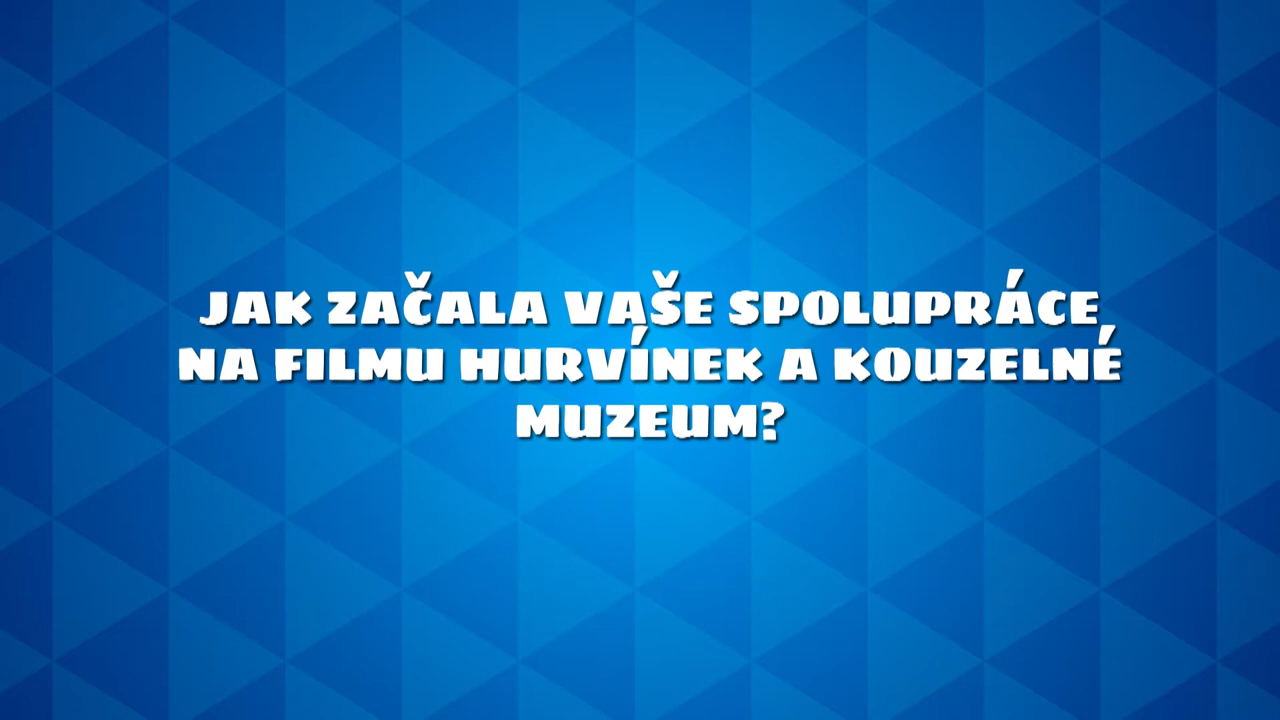 JAK ZAČALA VAŠE SPOLUPRÁCE
NA FILMU HURVÍNEK A KOUZELNÉ
MUZEUM?